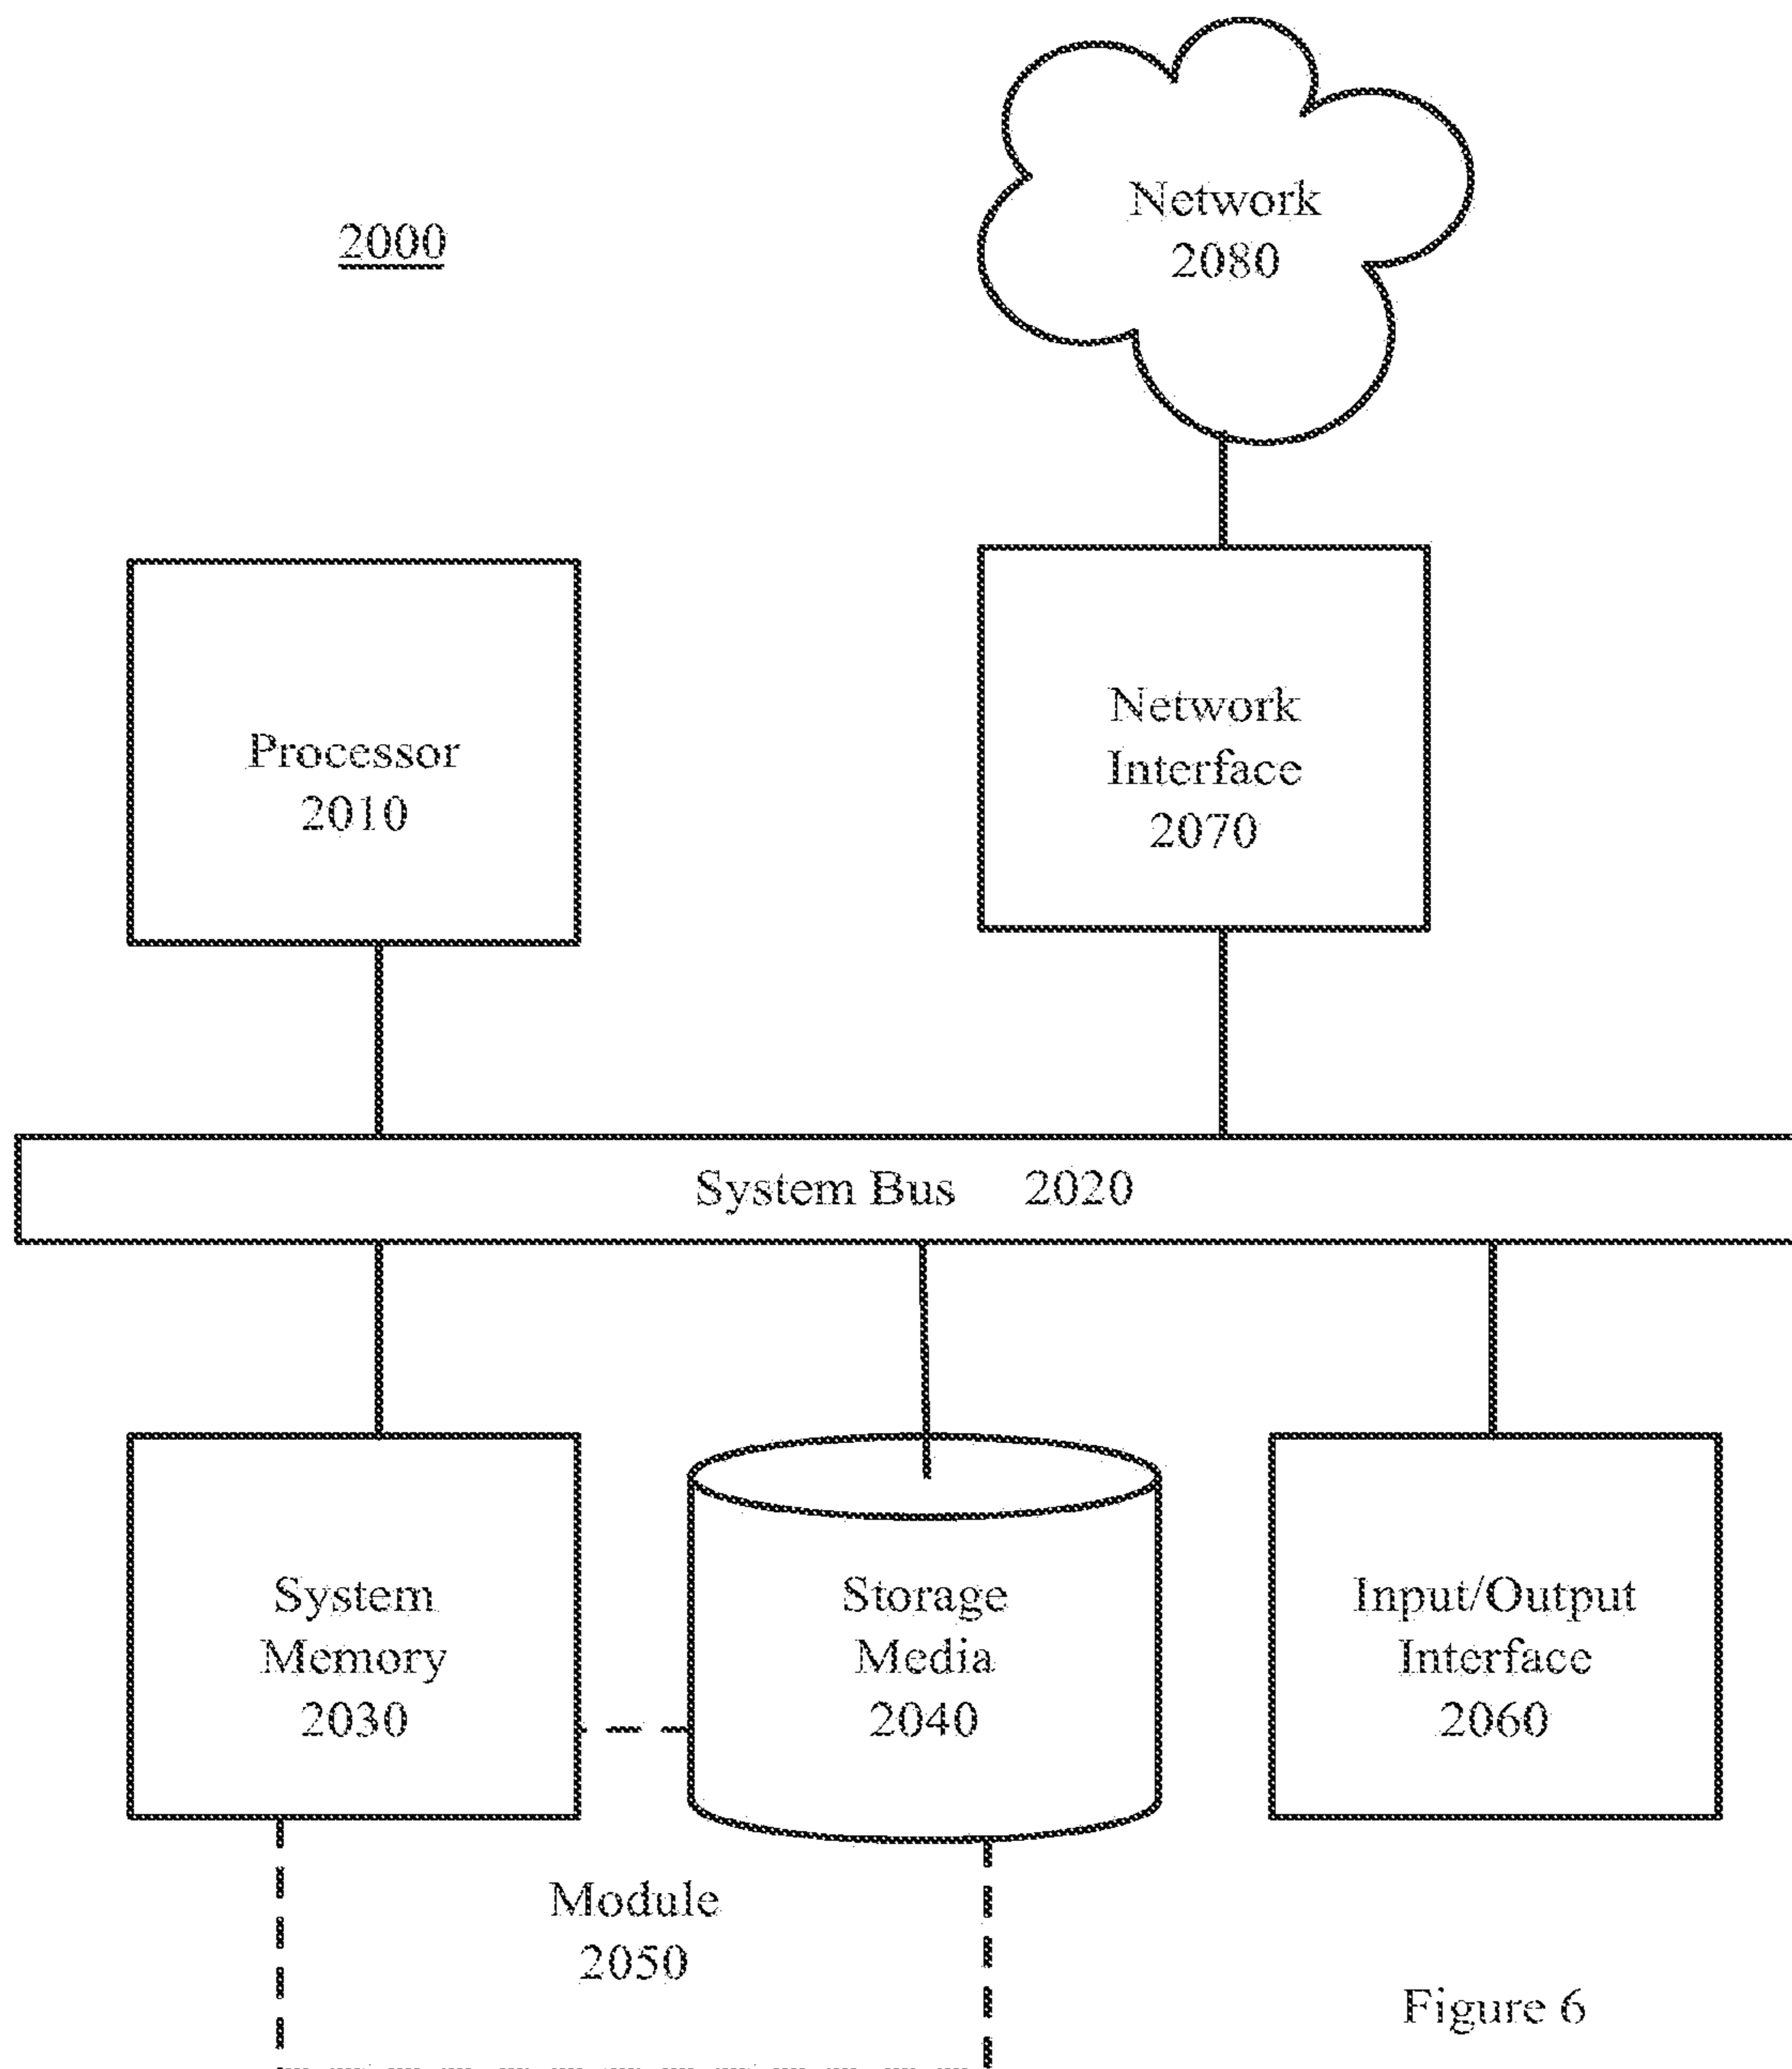 2000
Network
2080
Processor
2010
Network
Interface
2070
System Bus 2020
System
Memory
2030
Storage
Media
2040
Input/Output
Interface
2060
Module
2050
Figure 6